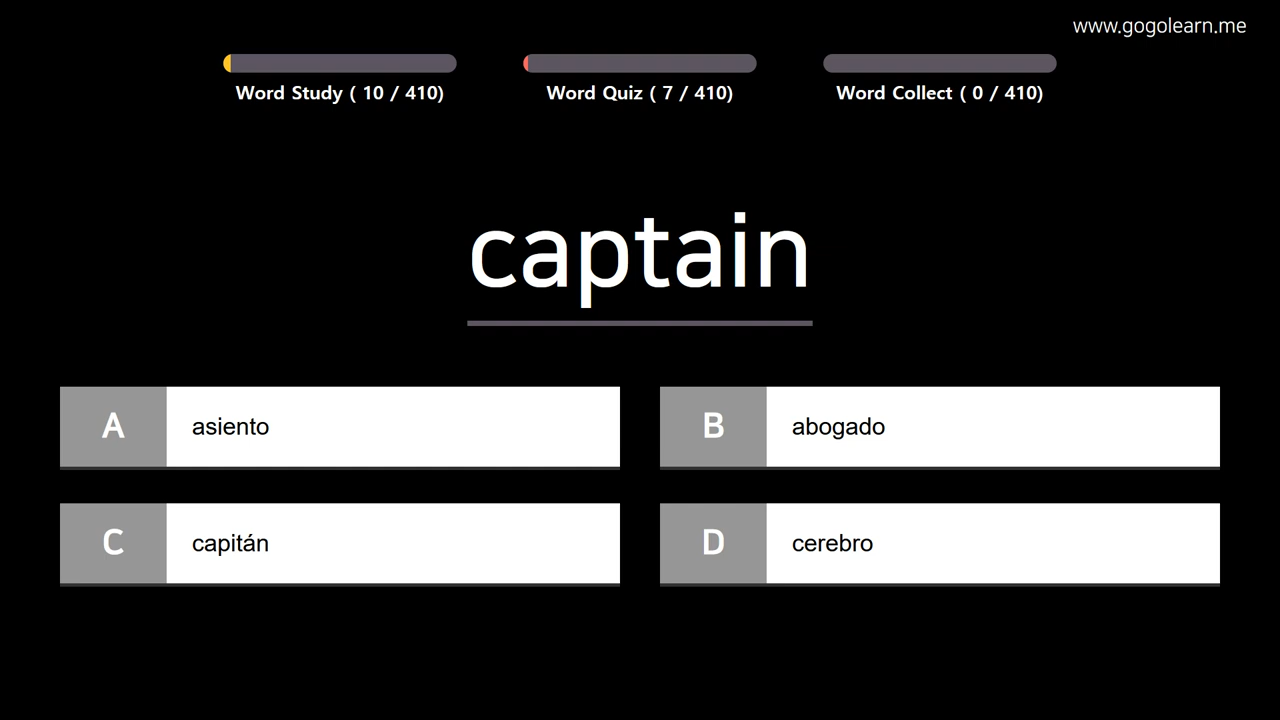 www.gogolearn.me
Word Study ( 10 / 410)
Word Quiz ( 7 / 410)
Word Collect ( 0 / 410)
captain
A asiento
B abogado
C capitán
D cerebro